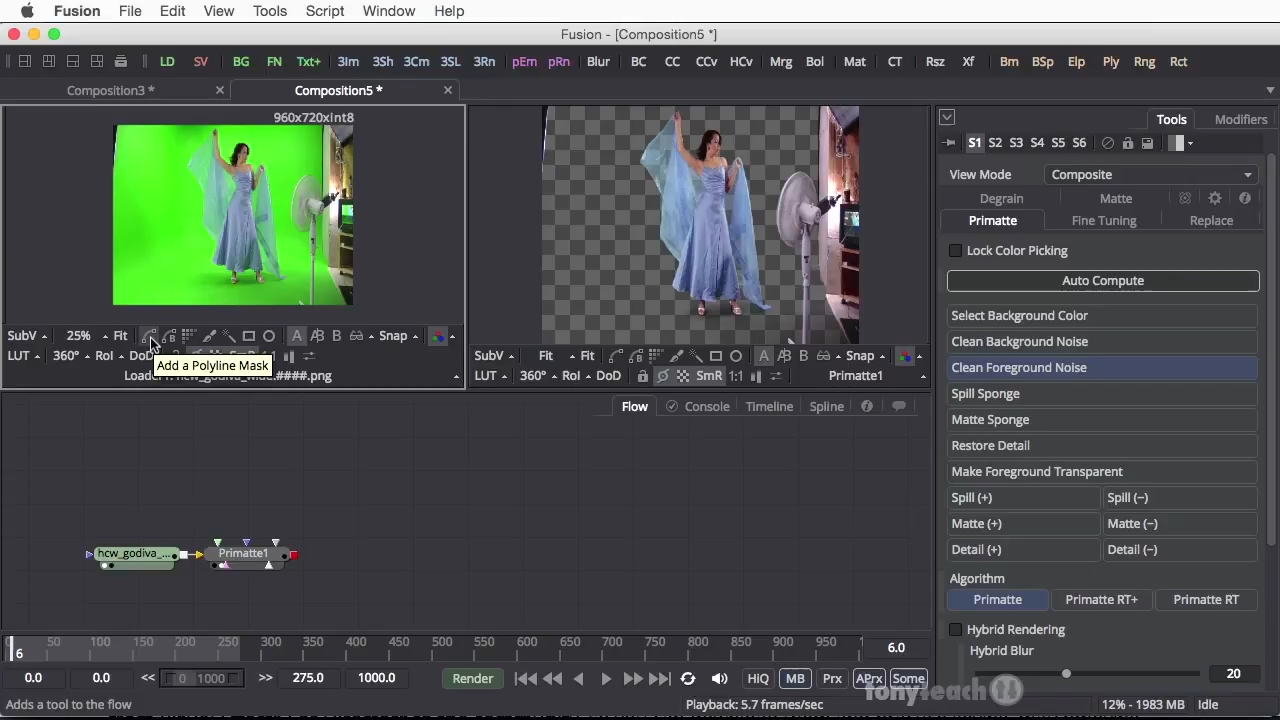 Fusion File Edit View Tools Script Window Help
Fusion - [Composition5 *]
LD SV BG FN Txt+ 3Im 3Sh 3Cm 3SL 3Rn pEm pRn Blur BC CC CCv HCv Mrg Bol Mat CT Rsz Xf Bm BSp Elp Ply Rng Rct
Composition3 * Composition5 *
960x720xint8
Tools Modifiers
S1 S2 S3 S4 S5 S6
View Mode Composite
Degrain Matte
Primatte Fine Tuning Replace
Lock Color Picking
Auto Compute
Select Background Color
Clean Background Noise
Clean Foreground Noise
Spill Sponge
Matte Sponge
Restore Detail
Make Foreground Transparent
Spill (+) Spill (−)
Matte (+) Matte (−)
Detail (+) Detail (−)
Algorithm
Primatte Primatte RT+ Primatte RT
Hybrid Rendering
Hybrid Blur
20
SubV 25% Fit A B Snap
LUT 360° RoI DoD
Add a Polyline Mask
SubV Fit Fit A B Snap
LUT 360° RoI DoD SmR 1:1 Primatte1
Flow Console Timeline Spline
hcw_godiva_... Primatte1
50 100 150 200 250 300 350 400 450 500 550 600 650 700 750 800 850 900 950
6 6.0
0.0 0.0 << 0 1000 >> 275.0 1000.0 Render HiQ MB Prx APrx Some
tonyteach
Adds a tool to the flow Playback: 5.7 frames/sec 12% - 1983 MB Idle